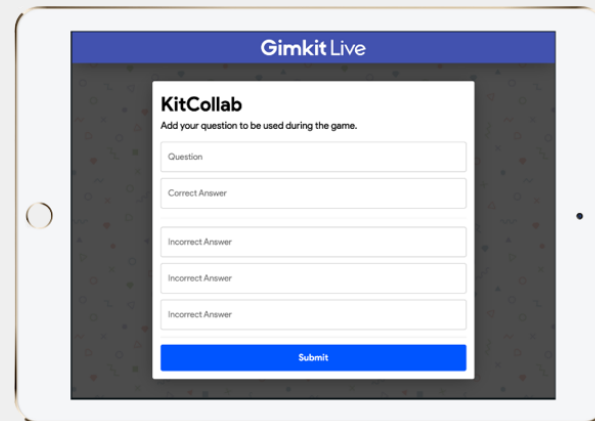 Gimkit Live
KitCollab
Add your question to be used during the game.
Question
Correct Answer
Incorrect Answer
Incorrect Answer
Incorrect Answer
Submit